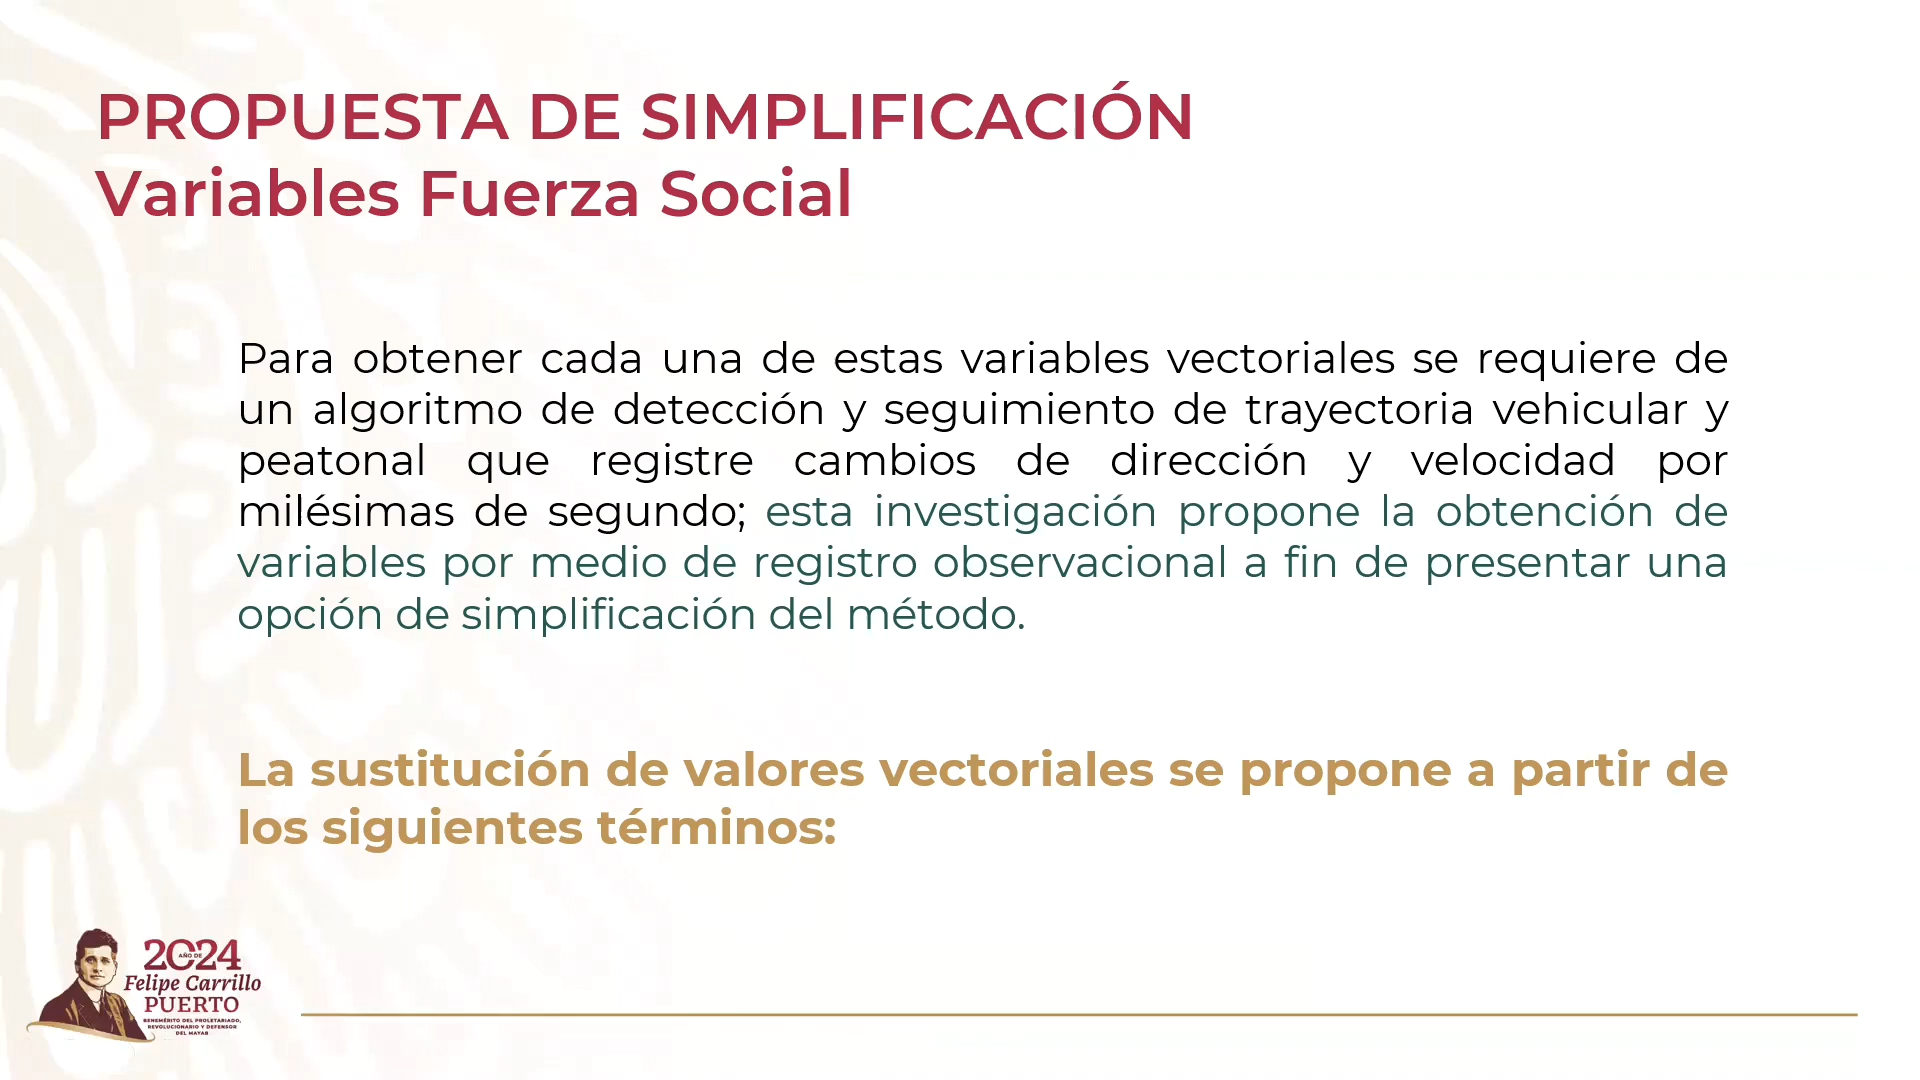 PROPUESTA DE SIMPLIFICACIÓN
Variables Fuerza Social
Para obtener cada una de estas variables vectoriales se requiere de
un algoritmo de detección y seguimiento de trayectoria vehicular y
peatonal que registre cambios de dirección y velocidad por
milésimas de segundo; esta investigación propone la obtención de
variables por medio de registro observacional a fin de presentar una
opción de simplificación del método.
La sustitución de valores vectoriales se propone a partir de
los siguientes términos:
2024
AÑO DE
Felipe Carrillo
PUERTO
BENEMÉRITO DEL PROLETARIADO,
REVOLUCIONARIO Y DEFENSOR
DEL MAYAB